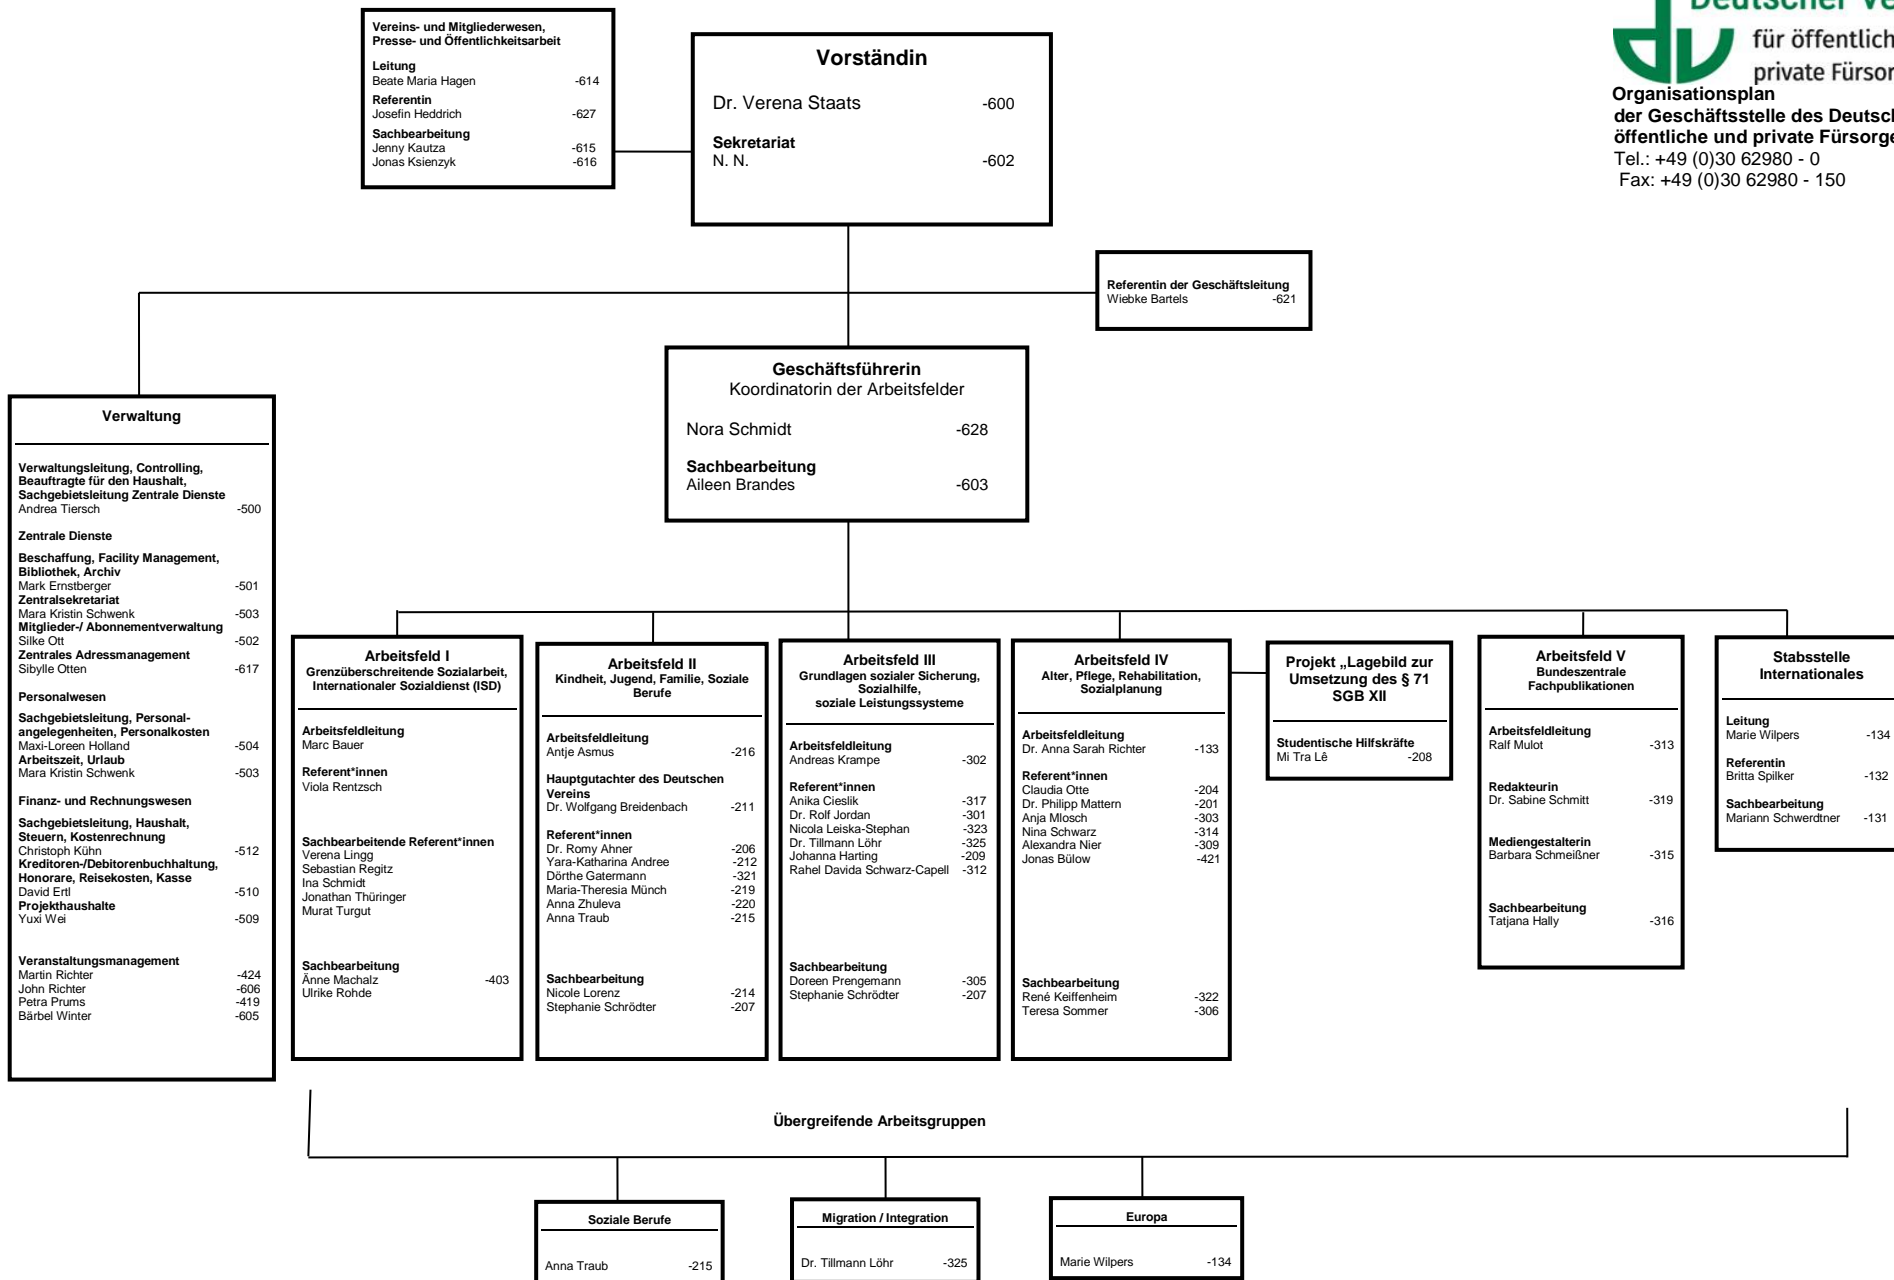 Vereins- und Mitgliederwesen,
Presse- und Öffentlichkeitsarbeit
Leitung
Beate Maria Hagen -614
Referentin
Josefin Heddrich -627
Sachbearbeitung
Jenny Kautza -615
Jonas Ksienzyk -616
Vorständin
Dr. Verena Staats -600
Sekretariat
N. N. -602
für öffentlich
private Fürsor
Organisationsplan
der Geschäftsstelle des Deutsch
öffentliche und private Fürsorge
Tel.: +49 (0)30 62980 - 0
Fax: +49 (0)30 62980 - 150
Referentin der Geschäftsleitung
Wiebke Bartels -621
Geschäftsführerin
Koordinatorin der Arbeitsfelder
Nora Schmidt -628
Sachbearbeitung
Aileen Brandes -603
Verwaltung
Verwaltungsleitung, Controlling,
Beauftragte für den Haushalt,
Sachgebietsleitung Zentrale Dienste
Andrea Tiersch -500
Zentrale Dienste
Beschaffung, Facility Management,
Bibliothek, Archiv
Mark Ernstberger -501
Zentralsekretariat
Mara Kristin Schwenk -503
Mitglieder-/ Abonnementverwaltung
Silke Ott -502
Zentrales Adressmanagement
Sibylle Otten -617
Personalwesen
Sachgebietsleitung, Personal-
angelegenheiten, Personalkosten
Maxi-Loreen Holland -504
Arbeitszeit, Urlaub
Mara Kristin Schwenk -503
Finanz- und Rechnungswesen
Sachgebietsleitung, Haushalt,
Steuern, Kostenrechnung
Christoph Kühn -512
Kreditoren-/Debitorenbuchhaltung,
Honorare, Reisekosten, Kasse
David Ertl -510
Projekthaushalte
Yuxi Wei -509
Veranstaltungsmanagement
Martin Richter -424
John Richter -606
Petra Prums -419
Bärbel Winter -605
Arbeitsfeld I
Grenzüberschreitende Sozialarbeit,
Internationaler Sozialdienst (ISD)
Arbeitsfeldleitung
Marc Bauer
Referent*innen
Viola Rentzsch
Sachbearbeitende Referent*innen
Verena Lingg
Sebastian Regitz
Ina Schmidt
Jonathan Thüringer
Murat Turgut
Sachbearbeitung
Änne Machalz -403
Ulrike Rohde
Arbeitsfeld II
Kindheit, Jugend, Familie, Soziale
Berufe
Arbeitsfeldleitung
Antje Asmus -216
Hauptgutachter des Deutschen
Vereins
Dr. Wolfgang Breidenbach -211
Referent*innen
Dr. Romy Ahner -206
Yara-Katharina Andree -212
Dörthe Gatermann -321
Maria-Theresia Münch -219
Anna Zhuleva -220
Anna Traub -215
Sachbearbeitung
Nicole Lorenz -214
Stephanie Schrödter -207
Arbeitsfeld III
Grundlagen sozialer Sicherung,
Sozialhilfe,
soziale Leistungssysteme
Arbeitsfeldleitung
Andreas Krampe -302
Referent*innen
Anika Cieslik -317
Dr. Rolf Jordan -301
Nicola Leiska-Stephan -323
Dr. Tillmann Löhr -325
Johanna Harting -209
Rahel Davida Schwarz-Capell -312
Sachbearbeitung
Doreen Prengemann -305
Stephanie Schrödter -207
Arbeitsfeld IV
Alter, Pflege, Rehabilitation,
Sozialplanung
Arbeitsfeldleitung
Dr. Anna Sarah Richter -133
Referent*innen
Claudia Otte -204
Dr. Philipp Mattern -201
Anja Mlosch -303
Nina Schwarz -314
Alexandra Nier -309
Jonas Bülow -421
Sachbearbeitung
René Keiffenheim -322
Teresa Sommer -306
Projekt „Lagebild zur
Umsetzung des § 71
SGB XII
Studentische Hilfskräfte
Mi Tra Lê -208
Arbeitsfeld V
Bundeszentrale
Fachpublikationen
Arbeitsfeldleitung
Ralf Mulot -313
Redakteurin
Dr. Sabine Schmitt -319
Mediengestalterin
Barbara Schmeißner -315
Sachbearbeitung
Tatjana Hally -316
Stabsstelle
Internationales
Leitung
Marie Wilpers -134
Referentin
Britta Spilker -132
Sachbearbeitung
Mariann Schwerdtner -131
Übergreifende Arbeitsgruppen
Soziale Berufe
Anna Traub -215
Migration / Integration
Dr. Tillmann Löhr -325
Europa
Marie Wilpers -134